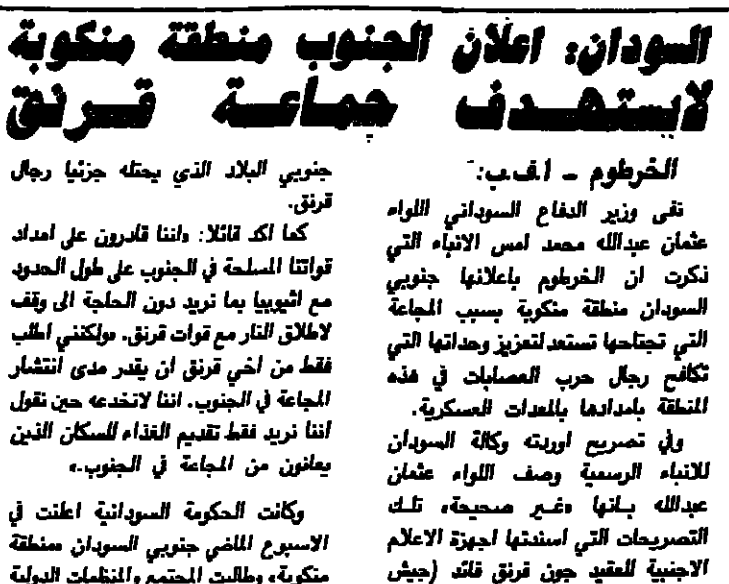 السودان: اعلان الجنوب منطقة منكوبة
لايستهدف جماعة قرنق
الخرطوم - ا.ف.ب:
نفى وزير الدفاع السوداني اللواء
عثمان عبدالله محمد امس الانباء التي
ذكرت ان الخرطوم باعلانها جنوبي
السودان منطقة منكوبة بسبب المجاعة
التي تجتاحها تستعد لتعزيز وحداتها التي
تكافح رجال حرب العصابات في هذه
المنطقة بامدادها بالمعدات العسكرية.
وفي تصريح اوردته وكالة السودان
للانباء الرسمية وصف اللواء عثمان
عبدالله بانها «غير صحيحة» تلك
التصريحات التي اسندتها اجهزة الاعلام
الاجنبية للعقيد جون قرنق قائد (جيش
جنوبي البلاد الذي يحتله جزئيا رجال
قرنق.
كما اكد قائلا: «اننا قادرون على امداد
قواتنا المسلحة في الجنوب على طول الحدود
مع اثيوبيا بما نريد دون الحاجة الى وقف
لاطلاق النار مع قوات قرنق. «ولكنني اطلب
فقط من اخي قرنق ان يقدر مدى انتشار
المجاعة في الجنوب. اننا لانخدعه حين نقول
أننا نريد فقط تقديم الغذاء للسكان الذين
يعانون من المجاعة في الجنوب.»
وكانت الحكومة السودانية اعلنت في
الاسبوع الماضي جنوبي السودان «منطقة
منكوبة» وطالبت المجتمع والمنظمات الدولية